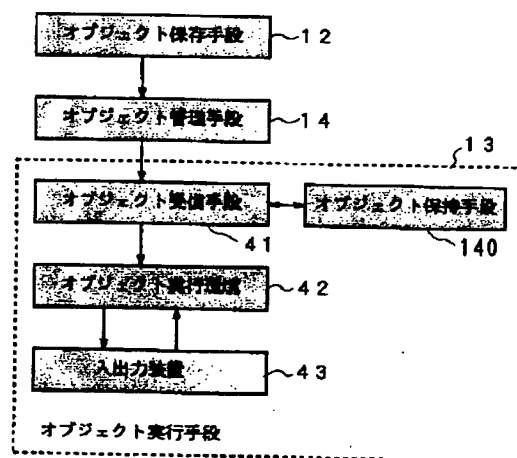 オブジェクト保存手段
12
オブジェクト管理手段
14
13
オブジェクト受信手段
オブジェクト保持手段
41
140
オブジェクト実行環境
42
入出力装置
43
オブジェクト実行手段